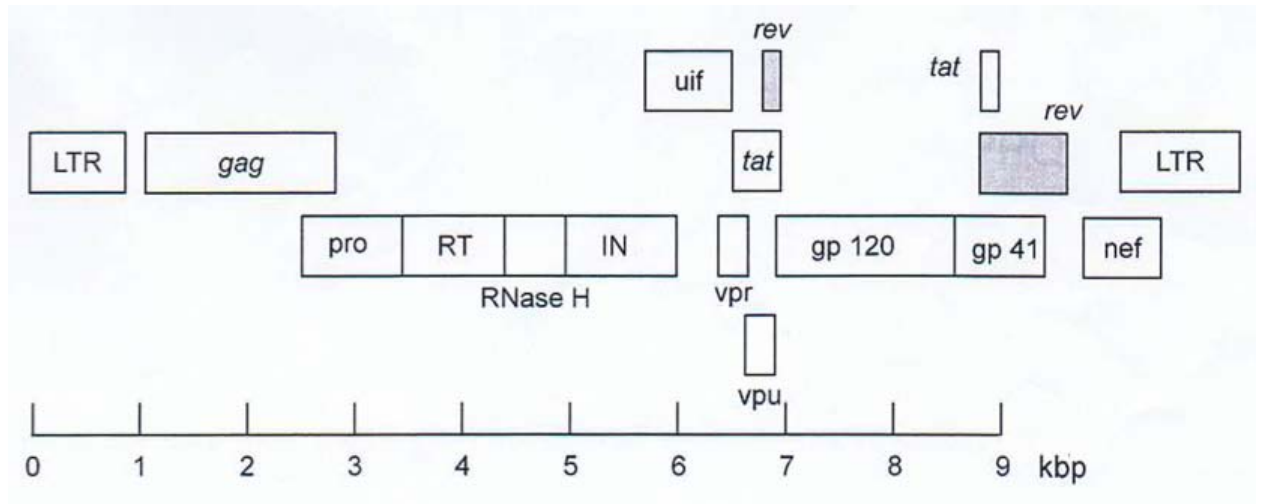 rev
uif
tat
rev
LTR
gag
tat
LTR
pro
RT
IN
gp 120
gp 41
nef
RNase H
vpr
vpu
0 1 2 3 4 5 6 7 8 9 kbp